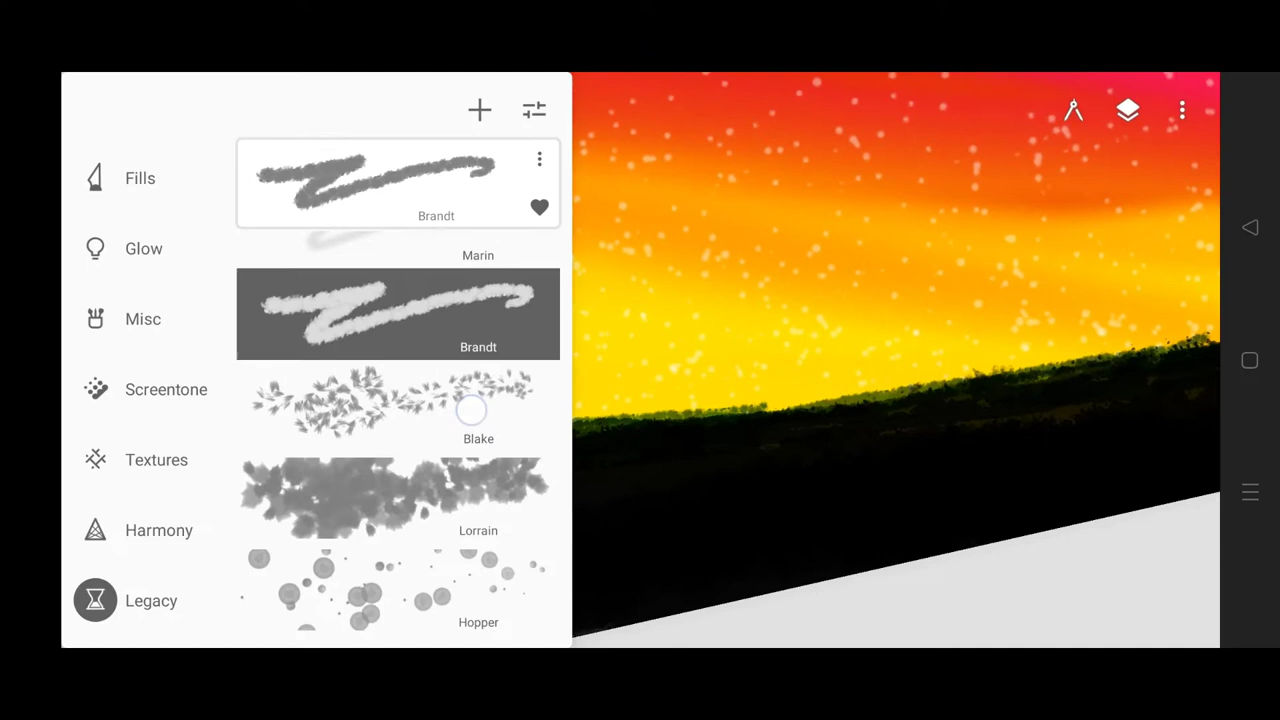 Fills
Glow
Misc
Screentone
Textures
Harmony
Legacy
Brandt
Marin
Brandt
Blake
Lorrain
Hopper